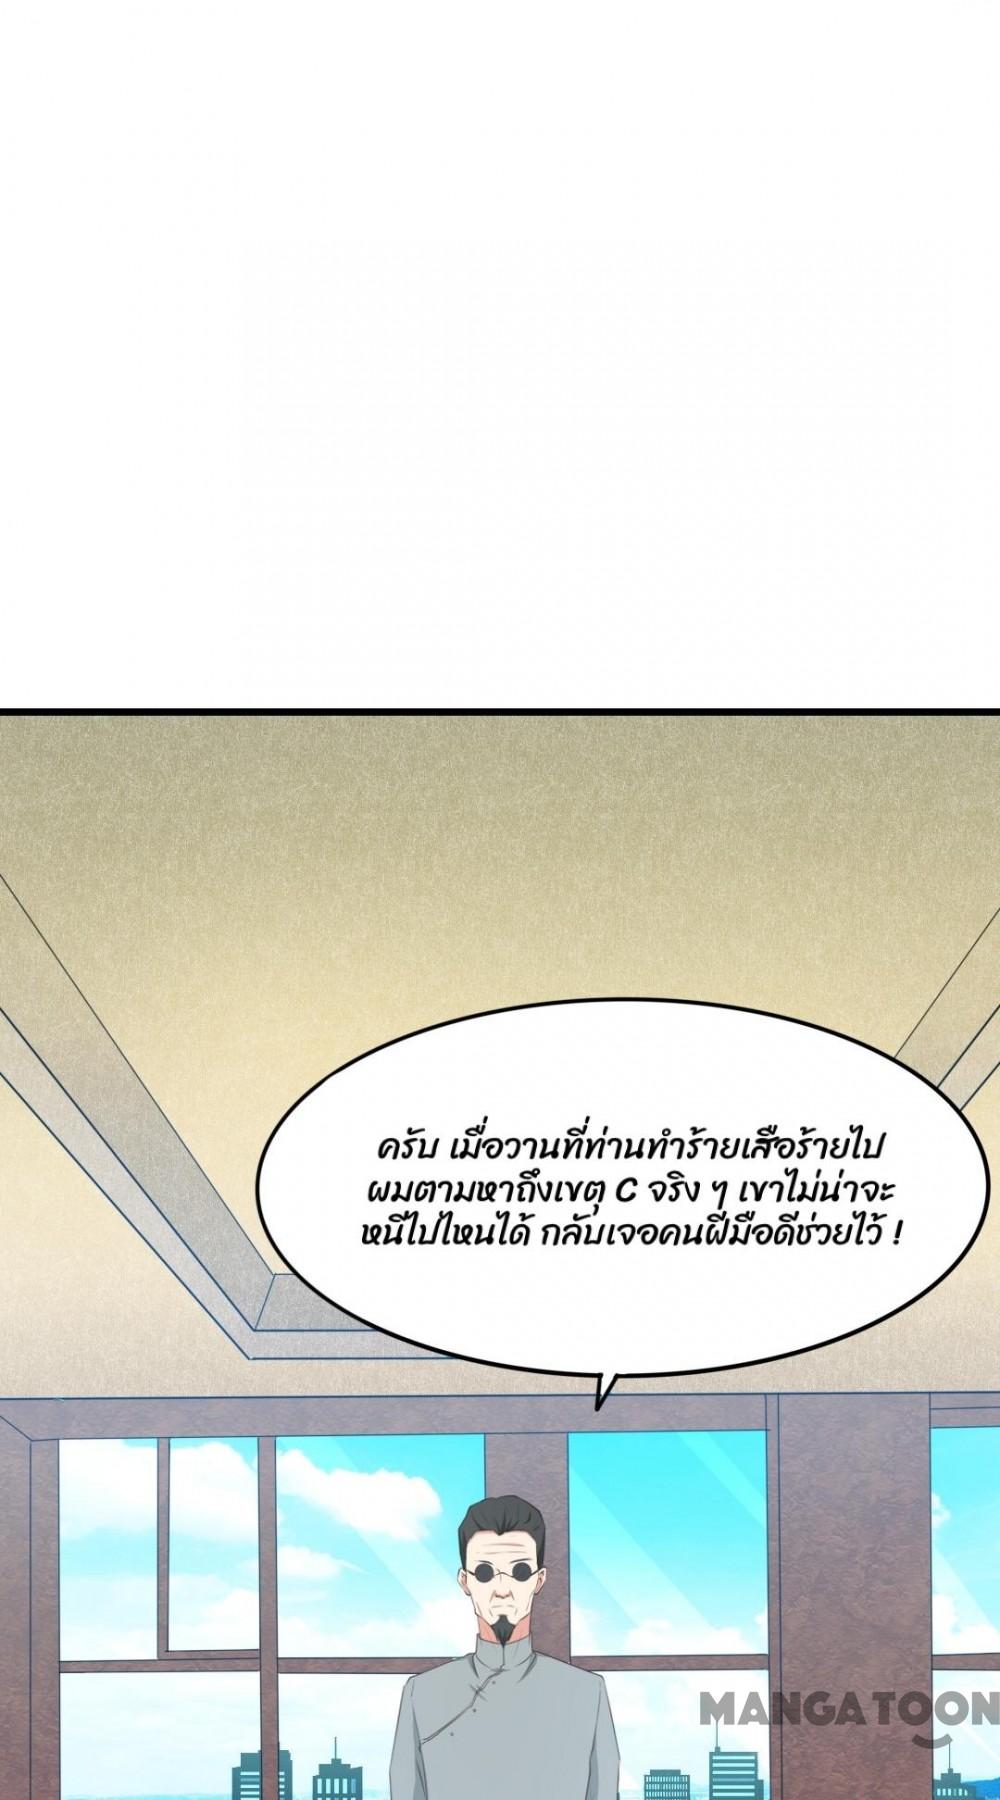 ครับ เมื่อวานที่ท่านทำร้ายเสือร้ายไป
ผมตามหาถึงเขตุ C จริง ๆ เขาไม่น่าจะ
หนีไปไหนได้ กลับเจอคนฝีมือดีช่วยไว้ !
MANGATOON